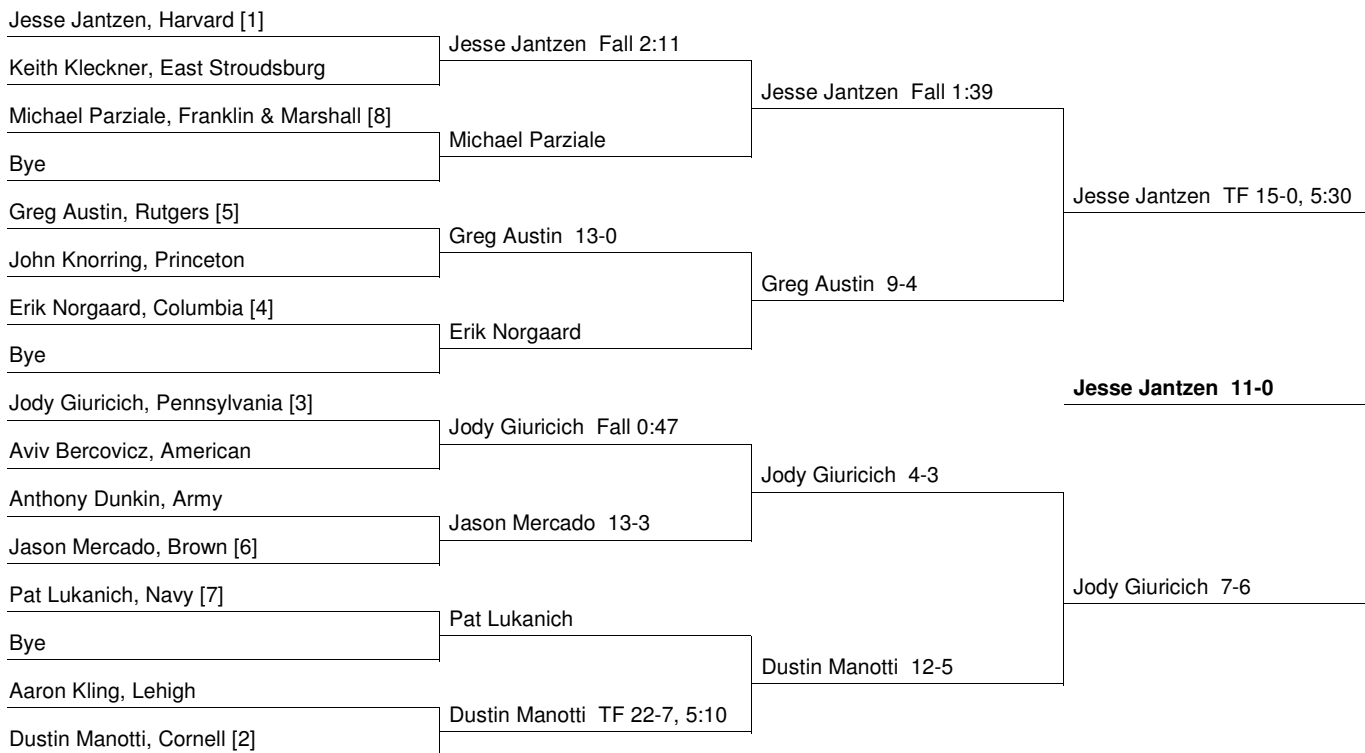 Jesse Jantzen, Harvard [1]
Keith Kleckner, East Stroudsburg
Michael Parziale, Franklin & Marshall [8]
Bye
Greg Austin, Rutgers [5]
John Knorring, Princeton
Erik Norgaard, Columbia [4]
Bye
Jody Giuricich, Pennsylvania [3]
Aviv Bercovicz, American
Anthony Dunkin, Army
Jason Mercado, Brown [6]
Pat Lukanich, Navy [7]
Bye
Aaron Kling, Lehigh
Dustin Manotti, Cornell [2]
Jesse Jantzen  Fall 2:11
Michael Parziale
Greg Austin  13-0
Erik Norgaard
Jody Giuricich  Fall 0:47
Jason Mercado  13-3
Pat Lukanich
Dustin Manotti  TF 22-7, 5:10
Jesse Jantzen  Fall 1:39
Greg Austin  9-4
Jody Giuricich  4-3
Dustin Manotti  12-5
Jesse Jantzen  TF 15-0, 5:30
Jesse Jantzen  11-0
Jody Giuricich  7-6